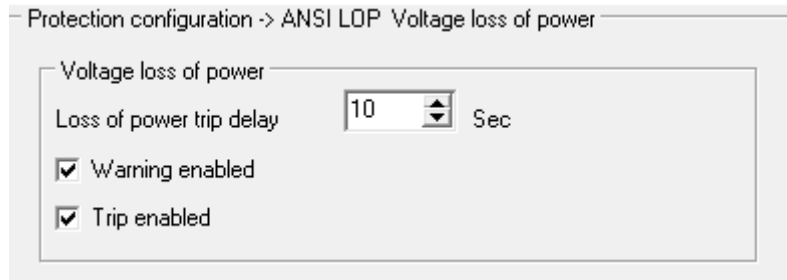 Protection configuration -> ANSI LOP Voltage loss of power
Voltage loss of power
Loss of power trip delay 10 Sec
Warning enabled
Trip enabled